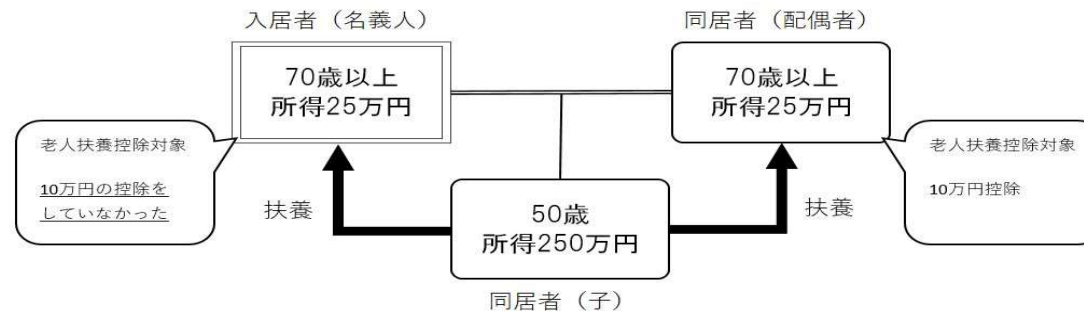 入居者（名義人）
同居者（配偶者）
70歳以上
所得25万円
70歳以上
所得25万円
老人扶養控除対象
10万円の控除を
していなかった
老人扶養控除対象
10万円控除
扶養
扶養
50歳
所得250万円
同居者（子）